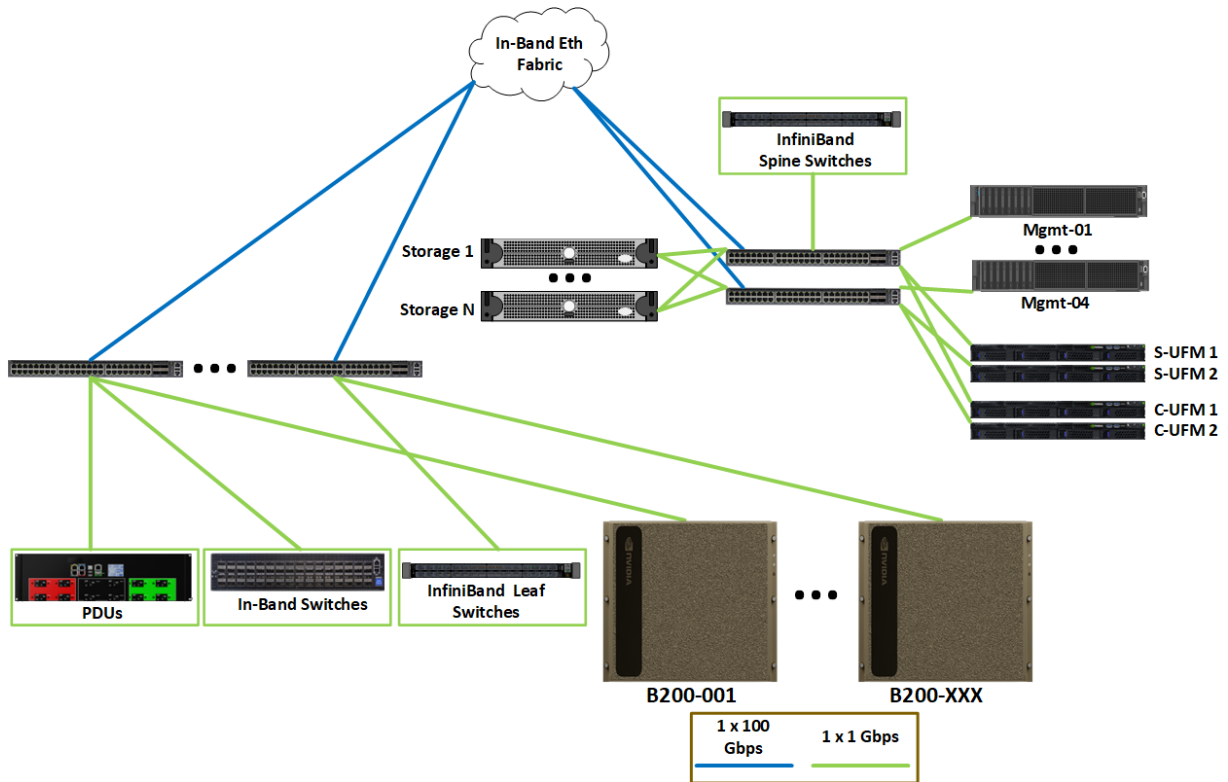 In-Band Eth
Fabric
InfiniBand
Spine Switches
Mgmt-01
Storage 1
Mgmt-04
Storage N
S-UFM 1
S-UFM 2
C-UFM 1
C-UFM 2
PDUs
In-Band Switches
InfiniBand Leaf
Switches
NVIDIA
NVIDIA
B200-001
B200-XXX
1 x 100
Gbps
1 x 1 Gbps